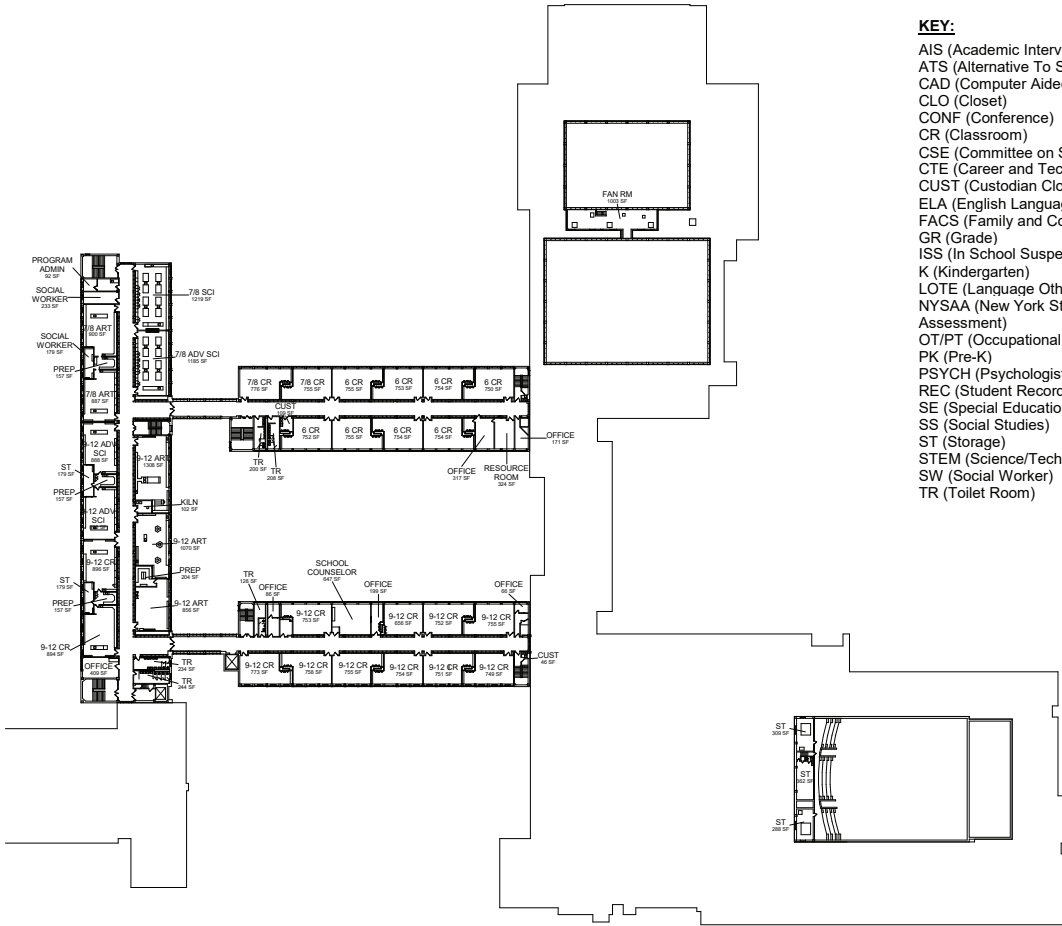 KEY:
AIS (Academic Interv
ATS (Alternative To S
CAD (Computer Aide
CLO (Closet)
CONF (Conference)
CR (Classroom)
CSE (Committee on S
CTE (Career and Tec
CUST (Custodian Clo
ELA (English Langua
FACS (Family and Co
GR (Grade)
ISS (In School Suspe
K (Kindergarten)
LOTE (Language Oth
NYSAA (New York St
Assessment)
OT/PT (Occupational
PK (Pre-K)
PSYCH (Psychologist
REC (Student Record
SE (Special Educatio
SS (Social Studies)
ST (Storage)
STEM (Science/Tech
SW (Social Worker)
TR (Toilet Room)
FAN RM
1003 SF
PROGRAM
ADMIN
92 SF
SOCIAL
WORKER
233 SF
7/8 ART
900 SF
SOCIAL
WORKER
179 SF
PREP
157 SF
7/8 ART
887 SF
7/8 SCI
1219 SF
7/8 ADV SCI
1185 SF
9-12 ADV
SCI
888 SF
ST
179 SF
PREP
157 SF
9-12 ADV
SCI
9-12 CR
896 SF
ST
179 SF
PREP
157 SF
9-12 CR
894 SF
OFFICE
409 SF
9-12 ART
1308 SF
KILN
102 SF
9-12 ART
1070 SF
PREP
204 SF
9-12 ART
856 SF
TR
234 SF
TR
244 SF
7/8 CR
776 SF
7/8 CR
755 SF
6 CR
755 SF
6 CR
753 SF
6 CR
754 SF
6 CR
750 SF
CUST
109 SF
6 CR
752 SF
6 CR
755 SF
6 CR
754 SF
6 CR
754 SF
OFFICE
171 SF
TR
200 SF
TR
208 SF
OFFICE
317 SF
RESOURCE
ROOM
324 SF
TR
128 SF
OFFICE
86 SF
SCHOOL
COUNSELOR
647 SF
OFFICE
199 SF
OFFICE
66 SF
9-12 CR
753 SF
9-12 CR
656 SF
9-12 CR
752 SF
9-12 CR
755 SF
9-12 CR
773 SF
9-12 CR
758 SF
9-12 CR
755 SF
9-12 CR
754 SF
9-12 CR
751 SF
9-12 CR
749 SF
CUST
46 SF
ST
309 SF
ST
362 SF
ST
288 SF